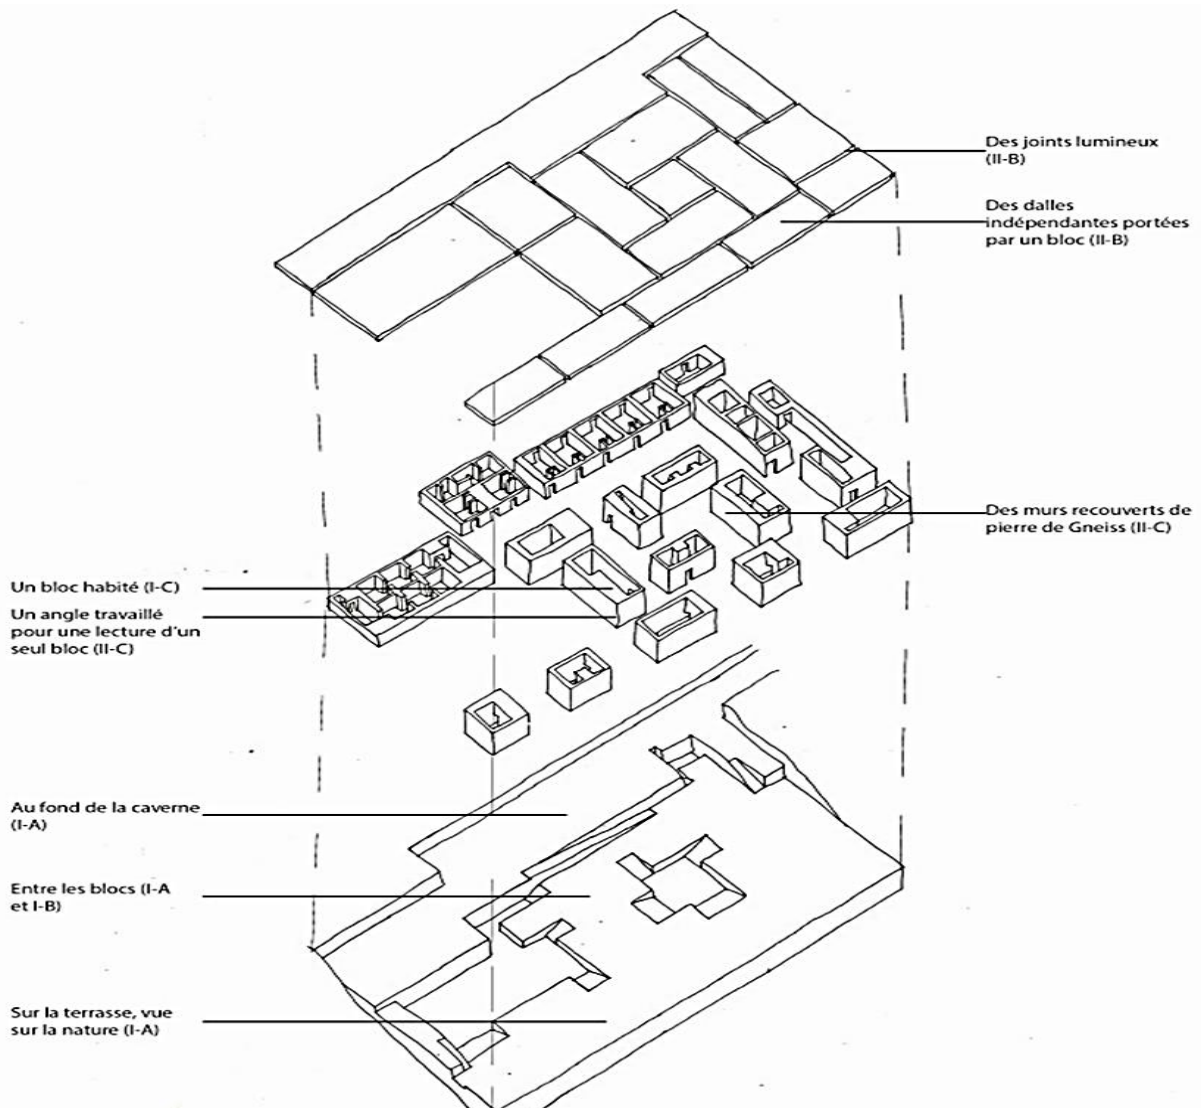 Des joints lumineux
(II-B)
Des dalles
indépendantes portées
par un bloc (II-B)
Des murs recouverts de
pierre de Gneiss (II-C)
Un bloc habité (I-C)
Un angle travaillé
pour une lecture d'un
seul bloc (II-C)
Au fond de la caverne
(I-A)
Entre les blocs (I-A
et I-B)
Sur la terrasse, vue
sur la nature (I-A)